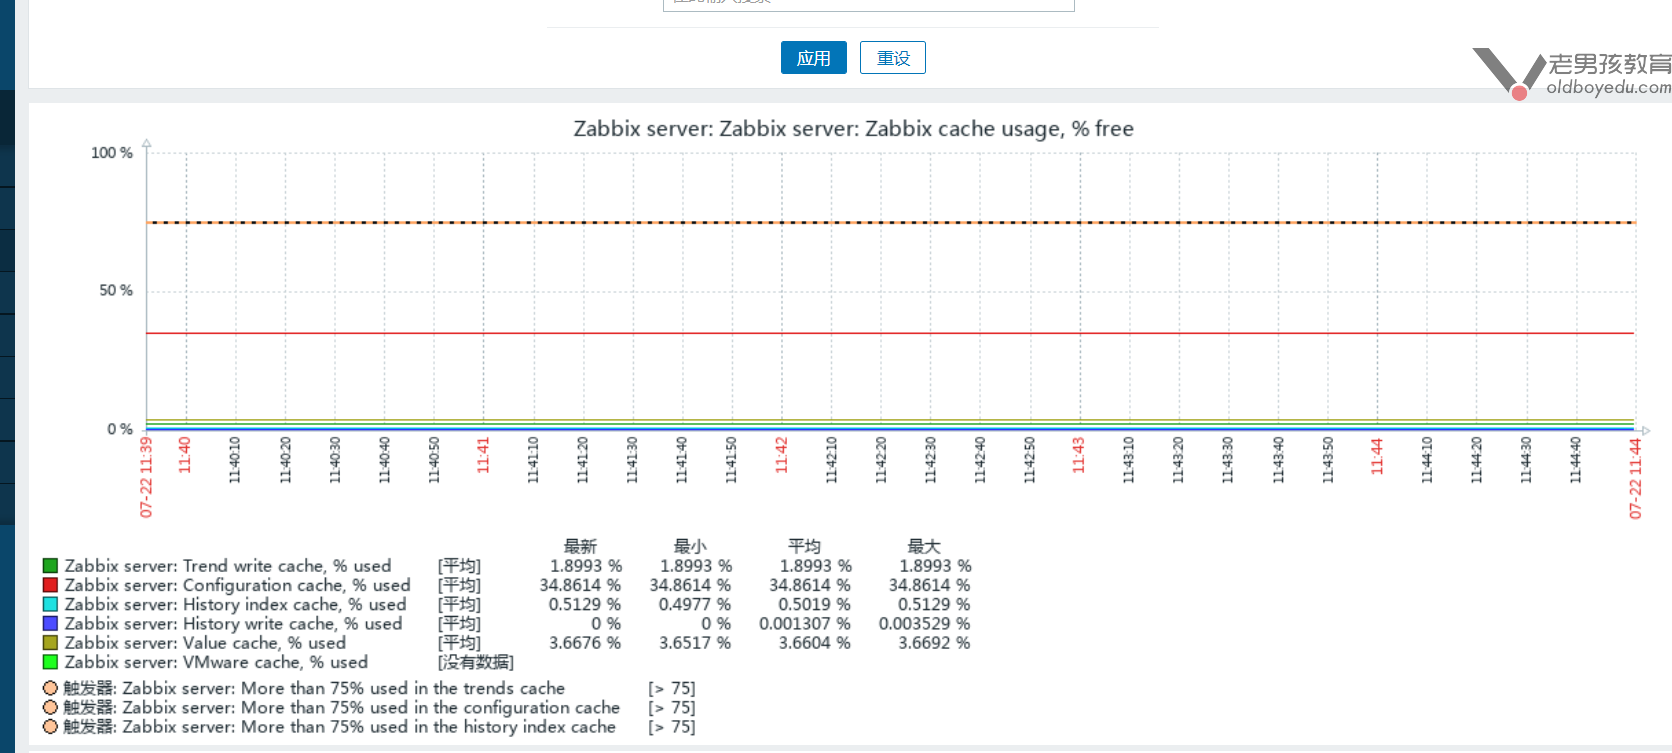 应用 重设
老男孩教育
oldboyedu.com
Zabbix server: Zabbix server: Zabbix cache usage, % free
100 %
50 %
0 %
07-22 11:39 11:40 11:40:10 11:40:20 11:40:30 11:40:40 11:40:50 11:41 11:41:10 11:41:20 11:41:30 11:41:40 11:41:50 11:42 11:42:10 11:42:20 11:42:30 11:42:40 11:42:50 11:43 11:43:10 11:43:20 11:43:30 11:43:40 11:43:50 11:44 11:44:10 11:44:20 11:44:30 11:44:40 07-22 11:44
最新 最小 平均 最大
Zabbix server: Trend write cache, % used [平均] 1.8993 % 1.8993 % 1.8993 % 1.8993 %
Zabbix server: Configuration cache, % used [平均] 34.8614 % 34.8614 % 34.8614 % 34.8614 %
Zabbix server: History index cache, % used [平均] 0.5129 % 0.4977 % 0.5019 % 0.5129 %
Zabbix server: History write cache, % used [平均] 0 % 0 % 0.001307 % 0.003529 %
Zabbix server: Value cache, % used [平均] 3.6676 % 3.6517 % 3.6604 % 3.6692 %
Zabbix server: VMware cache, % used [没有数据]
触发器: Zabbix server: More than 75% used in the trends cache [> 75]
触发器: Zabbix server: More than 75% used in the configuration cache [> 75]
触发器: Zabbix server: More than 75% used in the history index cache [> 75]